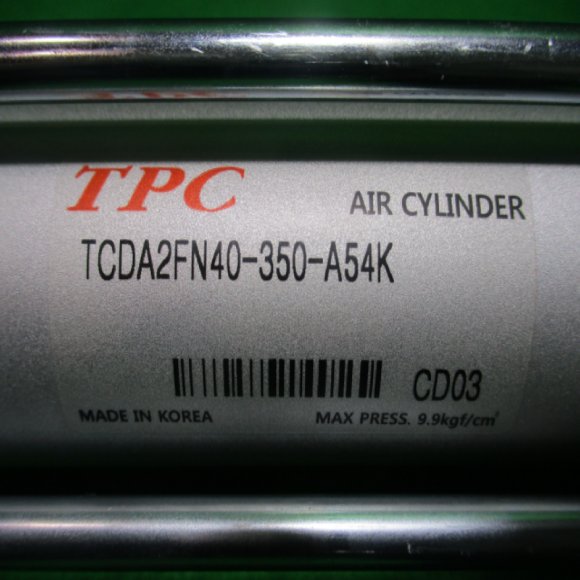 TPC
AIR CYLINDER
TCDA2FN40-350-A54K
CD03
MADE IN KOREA
MAX PRESS. 9.9kgf/cm²